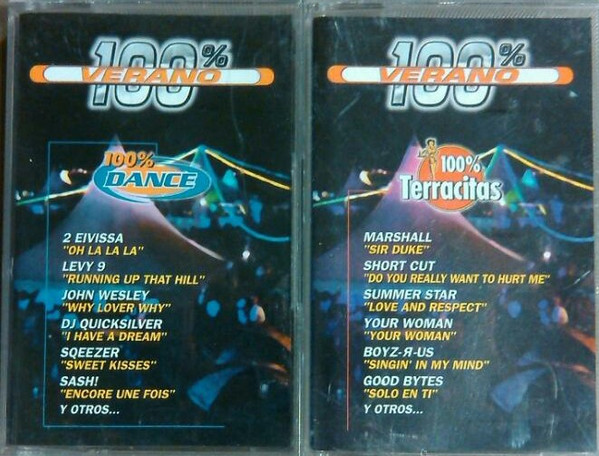 100%
VERANO
100%
DANCE
2 EIVISSA
"OH LA LA LA"
LEVY 9
"RUNNING UP THAT HILL"
JOHN WESLEY
"WHY LOVER WHY"
DJ QUICKSILVER
"I HAVE A DREAM"
SQEEZER
"SWEET KISSES"
SASH!
"ENCORE UNE FOIS"
Y OTROS...
100%
VERANO
100%
Terracitas
MARSHALL
"SIR DUKE"
SHORT CUT
"DO YOU REALLY WANT TO HURT ME"
SUMMER STAR
"LOVE AND RESPECT"
YOUR WOMAN
"YOUR WOMAN"
BOYZ-Я-US
"SINGIN' IN MY MIND"
GOOD BYTES
"SOLO EN TI"
Y OTROS...